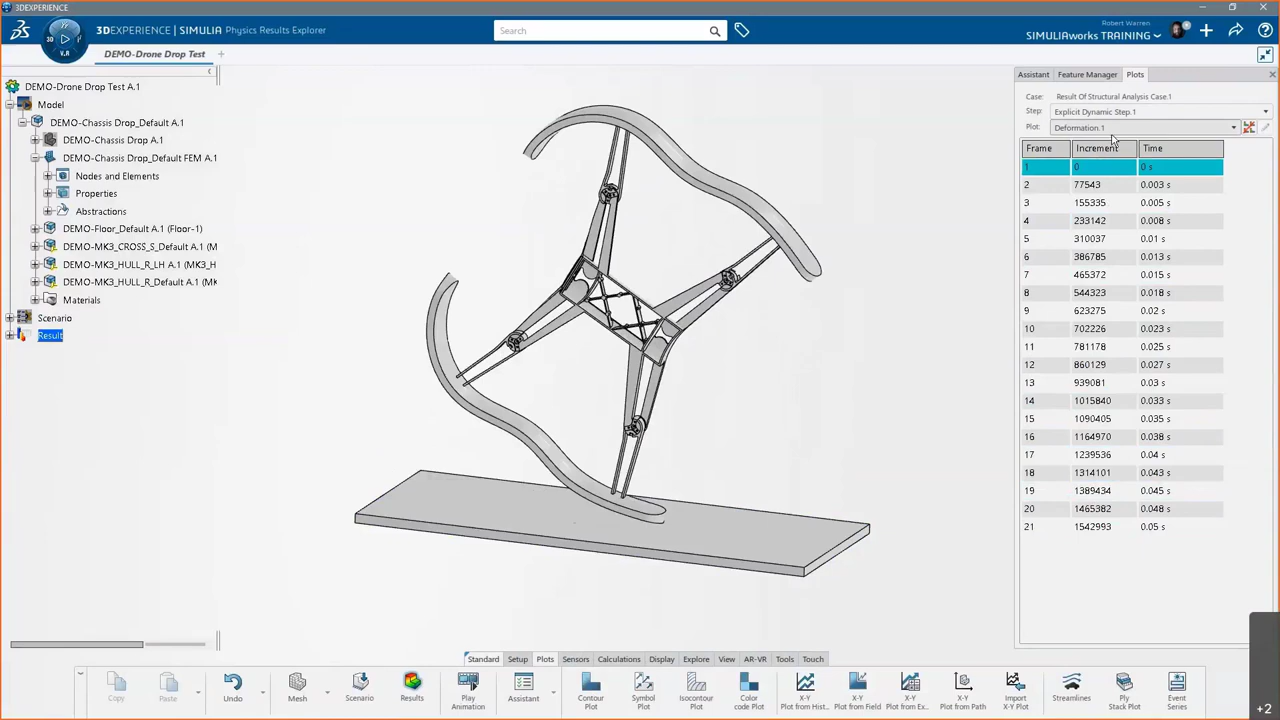 3DEXPERIENCE
3DEXPERIENCE | SIMULIA Physics Results Explorer
Search
Robert Warren
SIMULIAworks TRAINING
3D
V.R
DEMO-Drone Drop Test
+
DEMO-Drone Drop Test A.1
Model
DEMO-Chassis Drop_Default A.1
DEMO-Chassis Drop A.1
DEMO-Chassis Drop_Default FEM A.1
Nodes and Elements
Properties
Abstractions
DEMO-Floor_Default A.1 (Floor-1)
DEMO-MK3_CROSS_S_Default A.1 (M
DEMO-MK3_HULL_R_LH A.1 (MK3_H
DEMO-MK3_HULL_R_Default A.1 (MK
Materials
Scenario
Result
Assistant Feature Manager Plots
Case: Result Of Structural Analysis Case.1
Step: Explicit Dynamic Step.1
Plot: Deformation.1
Frame Increment Time
1 0 0 s
2 77543 0.003 s
3 155335 0.005 s
4 233142 0.008 s
5 310037 0.01 s
6 386785 0.013 s
7 465372 0.015 s
8 544323 0.018 s
9 623275 0.02 s
10 702226 0.023 s
11 781178 0.025 s
12 860129 0.027 s
13 939081 0.03 s
14 1015840 0.033 s
15 1090405 0.035 s
16 1164970 0.038 s
17 1239536 0.04 s
18 1314101 0.043 s
19 1389434 0.045 s
20 1465382 0.048 s
21 1542993 0.05 s
Standard Setup Plots Sensors Calculations Display Explore View AR-VR Tools Touch
Copy Paste Undo Mesh Scenario Results Play Animation Assistant Contour Plot Symbol Plot Isocontour Plot Color code Plot X-Y Plot from Hist... X-Y Plot from Field X-Y Plot from Ex... X-Y Plot from Path Import X-Y Plot Streamlines Ply Stack Plot Event Series
+2